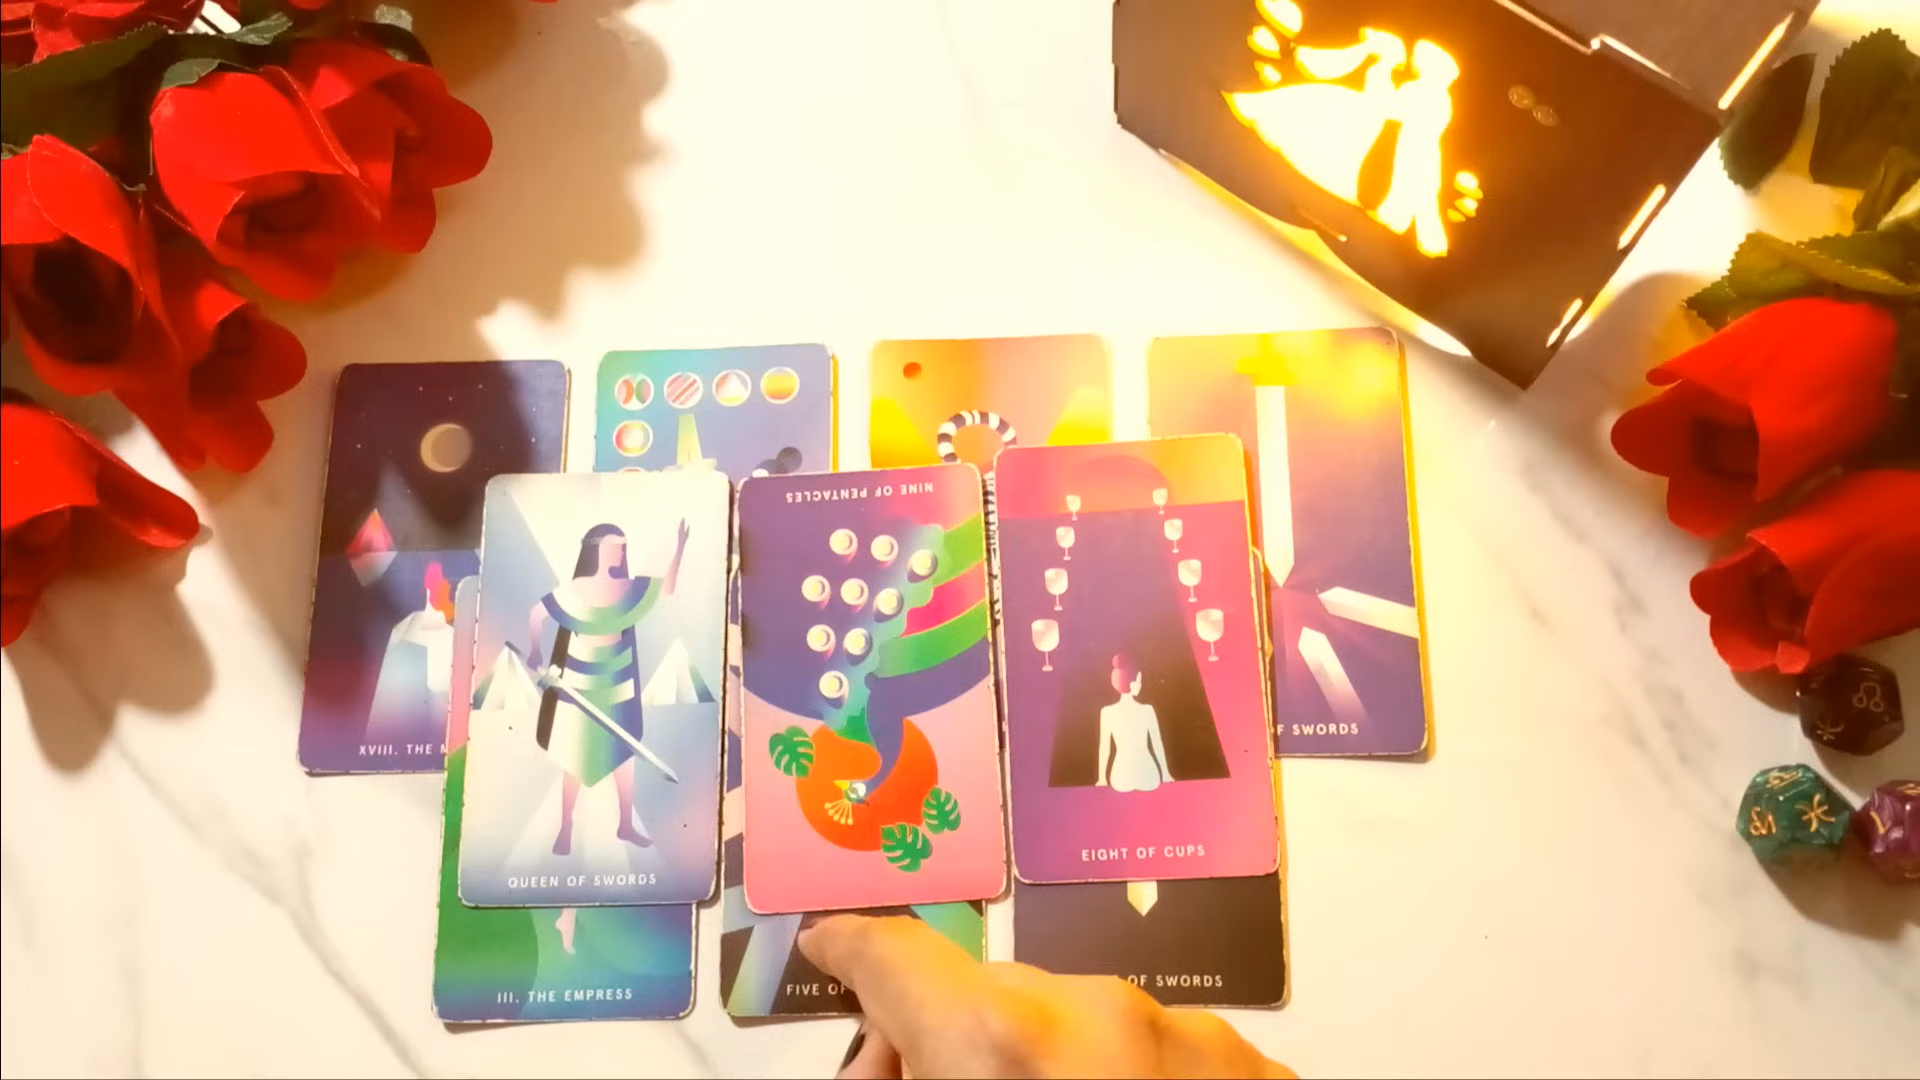 NINE OF PENTACLES
XVIII. THE M
F SWORDS
EIGHT OF CUPS
QUEEN OF SWORDS
OF SWORDS
FIVE OF
III. THE EMPRESS